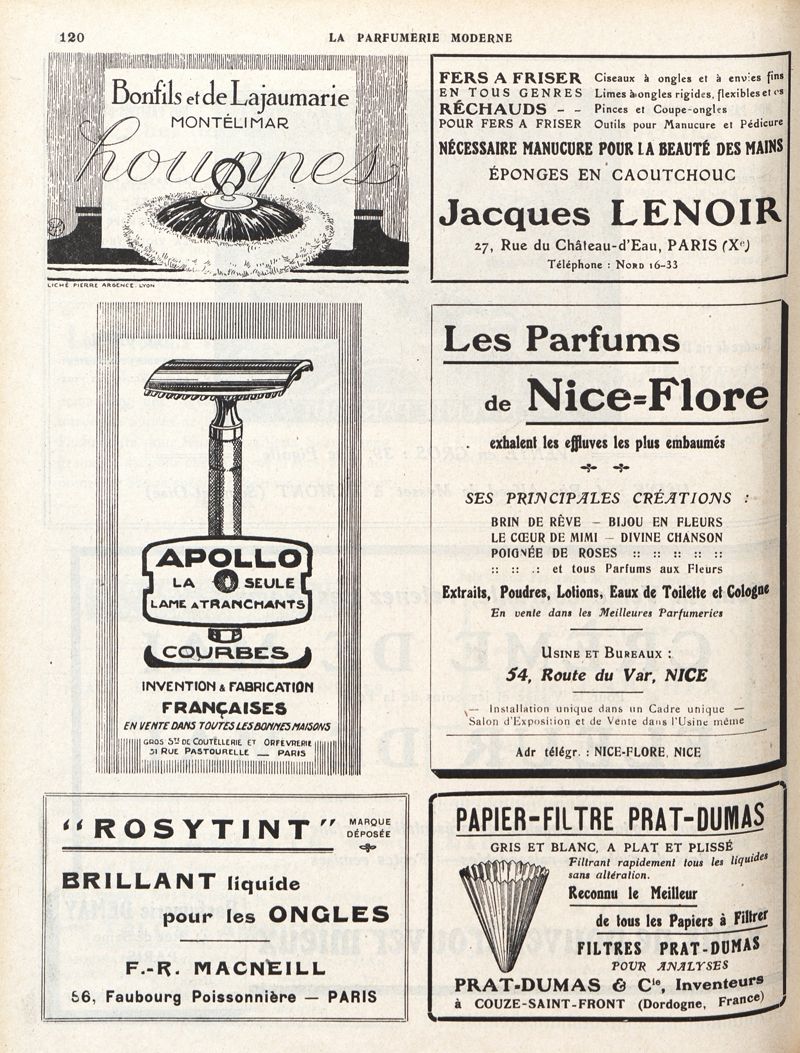 120
LA PARFUMERIE MODERNE
Bonfils et de Lajaumarie
MONTÉLIMAR
houppes
LICHÉ PIERRE ARGENCE. LYON
FERS A FRISER
EN TOUS GENRES
RÉCHAUDS - -
POUR FERS A FRISER
Ciseaux à ongles et à envies fins
Limes à ongles rigides, flexibles et
Pinces et Coupe-ongles
Outils pour Manucure et Pédicure
NÉCESSAIRE MANUCURE POUR LA BEAUTÉ DES MAINS
ÉPONGES EN CAOUTCHOUC
Jacques LENOIR
27, Rue du Château-d'Eau, PARIS (Xe)
Téléphone : NORD 16-33
APOLLO
LA SEULE
LAME A TRANCHANTS
COURBES
INVENTION & FABRICATION
FRANÇAISES
EN VENTE DANS TOUTES LES BONNES MAISONS
GROS Sté DE COUTELLERIE ET ORFEVRERIE
31 RUE PASTOURELLE — PARIS
Les Parfums
de Nice=Flore
exhalent les effluves les plus embaumés
SES PRINCIPALES CRÉATIONS :
BRIN DE RÊVE — BIJOU EN FLEURS
LE CŒUR DE MIMI — DIVINE CHANSON
POIGNÉE DE ROSES :: :: :: :: ::
:: :: .: et tous Parfums aux Fleurs
Extraits, Poudres, Lotions, Eaux de Toilette et Cologne
En vente dans les Meilleures Parfumeries
USINE ET BUREAUX :
54, Route du Var, NICE
— Installation unique dans un Cadre unique —
Salon d'Exposition et de Vente dans l'Usine même
Adr télégr. : NICE-FLORE, NICE
"ROSYTINT"
MARQUE
DÉPOSÉE
BRILLANT liquide
pour les ONGLES
F.-R. MACNEILL
56, Faubourg Poissonnière — PARIS
PAPIER-FILTRE PRAT-DUMAS
GRIS ET BLANC, A PLAT ET PLISSÉ
Filtrant rapidement tous les liquides
sans altération.
Reconnu le Meilleur
de tous les Papiers à Filtrer
FILTRES PRAT-DUMAS
POUR ANALYSES
PRAT-DUMAS & Cie, Inventeurs
à COUZE-SAINT-FRONT (Dordogne, France)